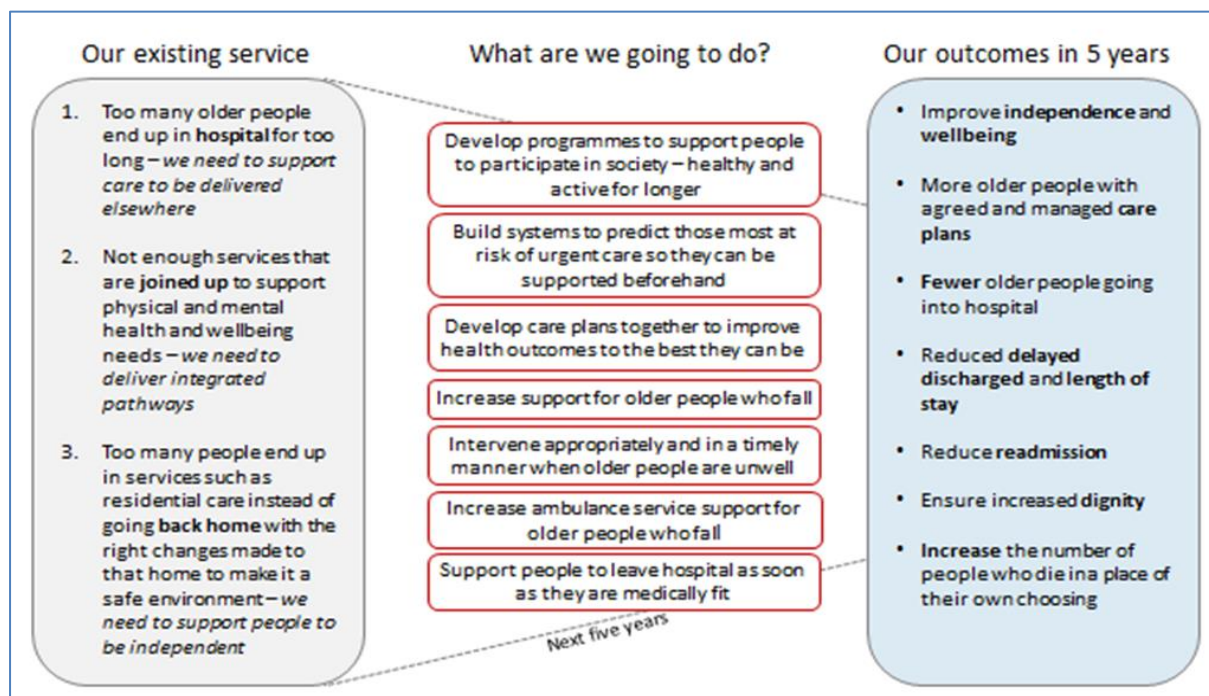 Our existing service
1. Too many older people
end up in hospital for too
long – we need to support
care to be delivered
elsewhere
2. Not enough services that
are joined up to support
physical and mental
health and wellbeing
needs – we need to
deliver integrated
pathways
3. Too many people end up
in services such as
residential care instead of
going back home with the
right changes made to
that home to make it a
safe environment – we
need to support people to
be independent
What are we going to do?
Develop programmes to support people
to participate in society – healthy and
active for longer
Build systems to predict those most at
risk of urgent care so they can be
supported beforehand
Develop care plans together to improve
health outcomes to the best they can be
Increase support for older people who fall
Intervene appropriately and in a timely
manner when older people are unwell
Increase ambulance service support for
older people who fall
Support people to leave hospital as soon
as they are medically fit
Next five years
Our outcomes in 5 years
• Improve independence and
wellbeing
• More older people with
agreed and managed care
plans
• Fewer older people going
into hospital
• Reduced delayed
discharged and length of
stay
• Reduce readmission
• Ensure increased dignity
• Increase the number of
people who die in a place of
their own choosing